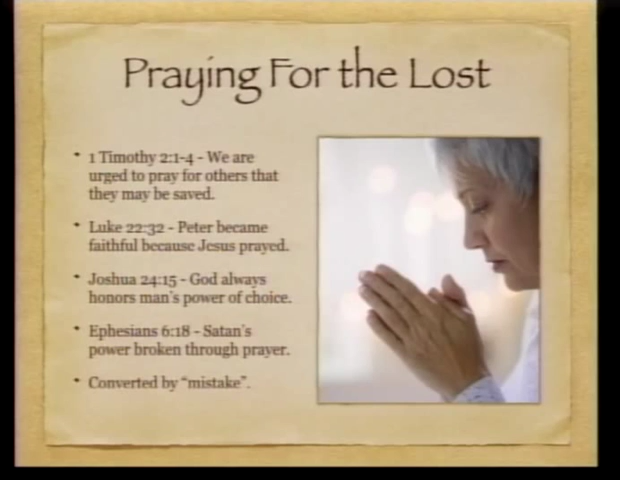 Praying For the Lost
• 1 Timothy 2:1-4 - We are
urged to pray for others that
they may be saved.
• Luke 22:32 - Peter became
faithful because Jesus prayed.
• Joshua 24:15 - God always
honors man's power of choice.
• Ephesians 6:18 - Satan's
power broken through prayer.
• Converted by “mistake”.